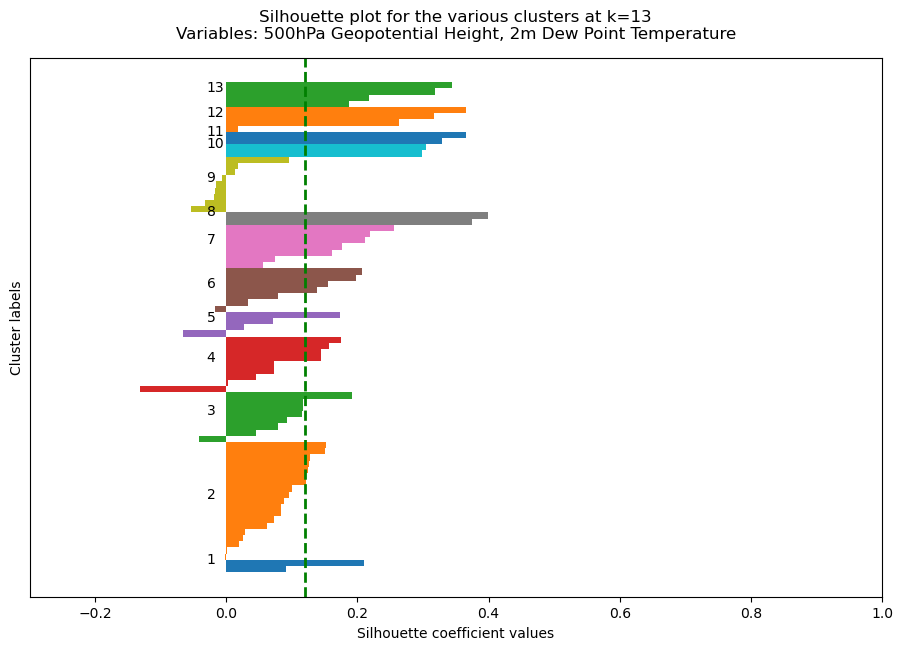 Silhouette plot for the various clusters at k=13
Variables: 500hPa Geopotential Height, 2m Dew Point Temperature
Cluster labels
13
12
11
10
9
8
7
6
5
4
3
2
1
−0.2 0.0 0.2 0.4 0.6 0.8 1.0
Silhouette coefficient values